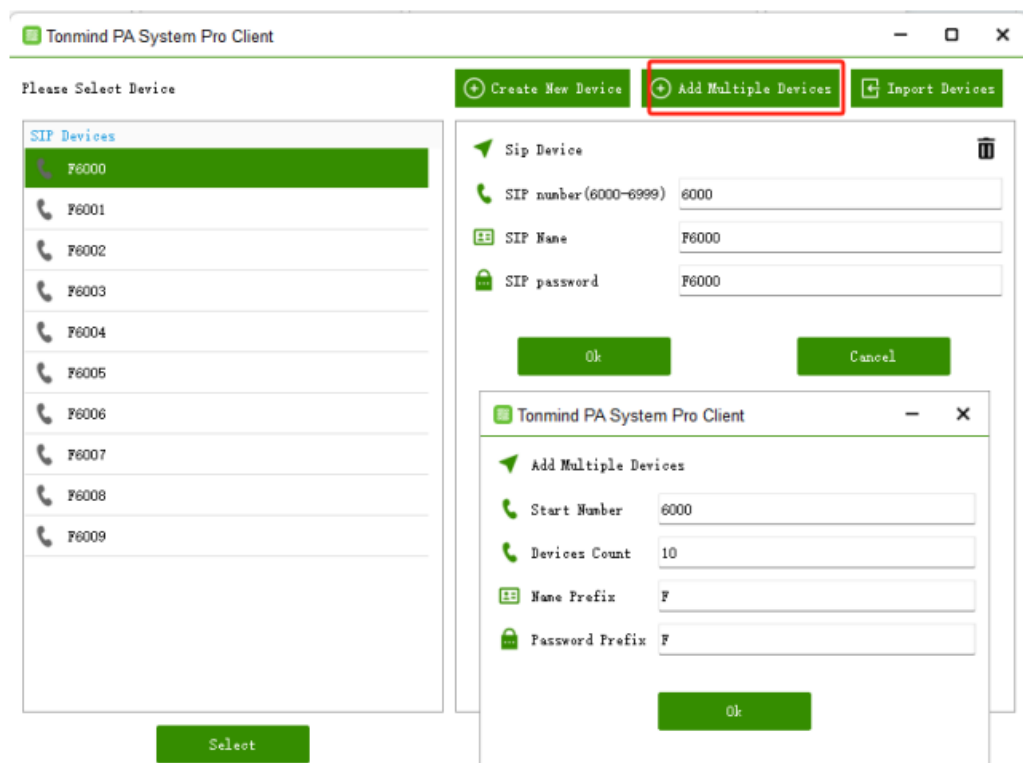 Tonmind PA System Pro Client
Please Select Device
Create New Device
Add Multiple Devices
Import Devices
SIP Devices
F6000
F6001
F6002
F6003
F6004
F6005
F6006
F6007
F6008
F6009
Select
Sip Device
SIP number(6000-6999) 6000
SIP Name F6000
SIP password F6000
Ok
Cancel
Tonmind PA System Pro Client
Add Multiple Devices
Start Number 6000
Devices Count 10
Name Prefix F
Password Prefix F
Ok